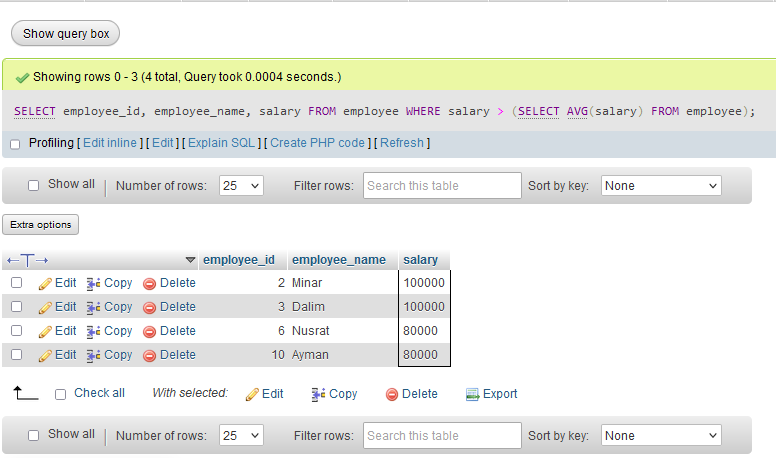 Show query box
Showing rows 0 - 3 (4 total, Query took 0.0004 seconds.)
SELECT employee_id, employee_name, salary FROM employee WHERE salary > (SELECT AVG(salary) FROM employee);
Profiling [ Edit inline ] [ Edit ] [ Explain SQL ] [ Create PHP code ] [ Refresh ]
Show all Number of rows: 25 Filter rows: Search this table Sort by key: None
Extra options
employee_id employee_name salary
Edit Copy Delete 2 Minar 100000
Edit Copy Delete 3 Dalim 100000
Edit Copy Delete 6 Nusrat 80000
Edit Copy Delete 10 Ayman 80000
Check all With selected: Edit Copy Delete Export
Show all Number of rows: 25 Filter rows: Search this table Sort by key: None